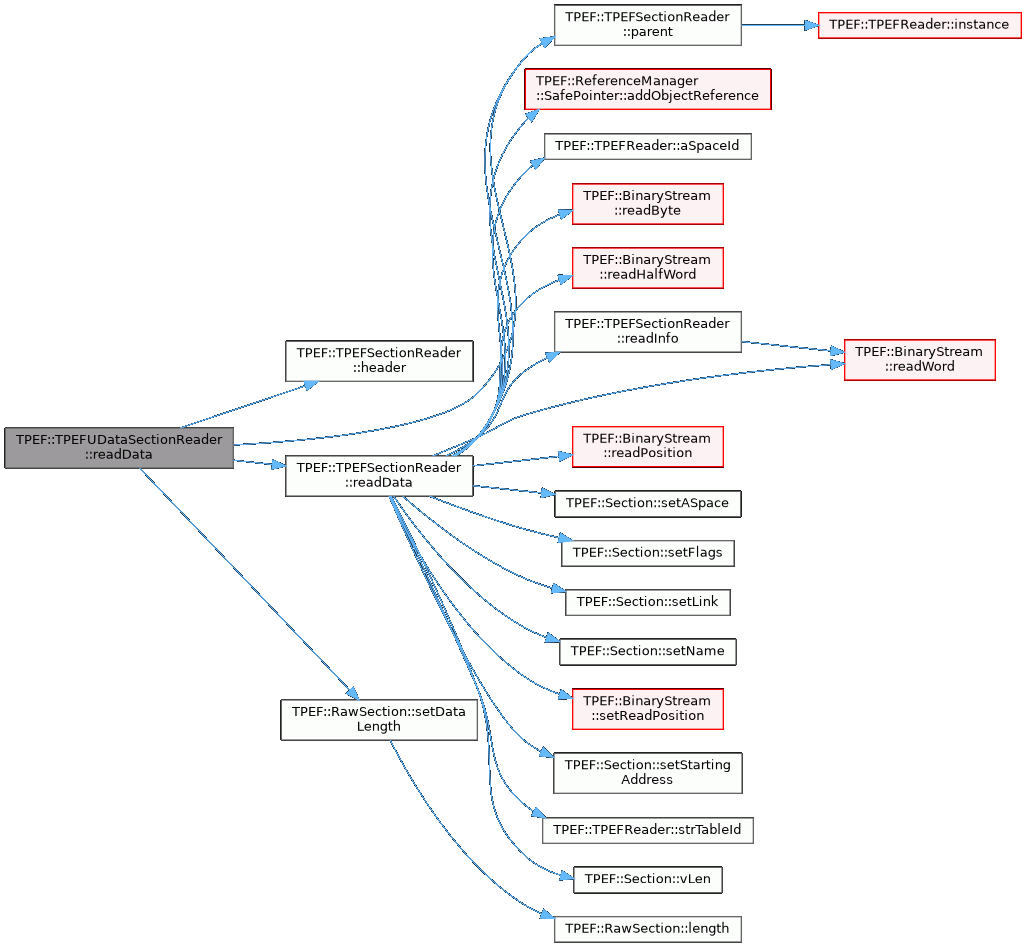 TPEF::TPEFSectionReader
::parent
TPEF::TPEFReader::instance
TPEF::ReferenceManager
::SafePointer::addObjectReference
TPEF::TPEFReader::aSpaceId
TPEF::BinaryStream
::readByte
TPEF::BinaryStream
::readHalfWord
TPEF::TPEFSectionReader
::readInfo
TPEF::BinaryStream
::readWord
TPEF::TPEFSectionReader
::header
TPEF::TPEFUDataSectionReader
::readData
TPEF::TPEFSectionReader
::readData
TPEF::BinaryStream
::readPosition
TPEF::Section::setASpace
TPEF::Section::setFlags
TPEF::Section::setLink
TPEF::Section::setName
TPEF::BinaryStream
::setReadPosition
TPEF::RawSection::setData
Length
TPEF::Section::setStarting
Address
TPEF::TPEFReader::strTableId
TPEF::Section::vLen
TPEF::RawSection::length